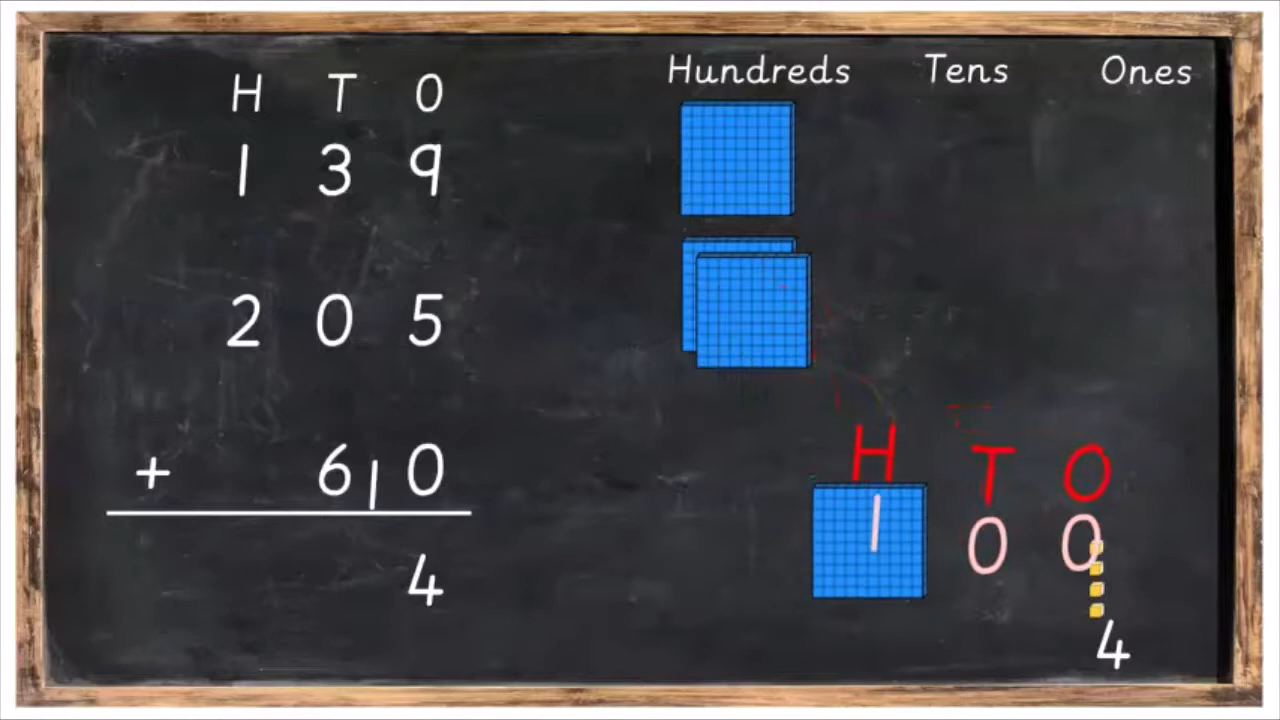 H T O
1 3 9
2 0 5
+ 6 1 0
4
Hundreds Tens Ones
H T O
1 0 0
4